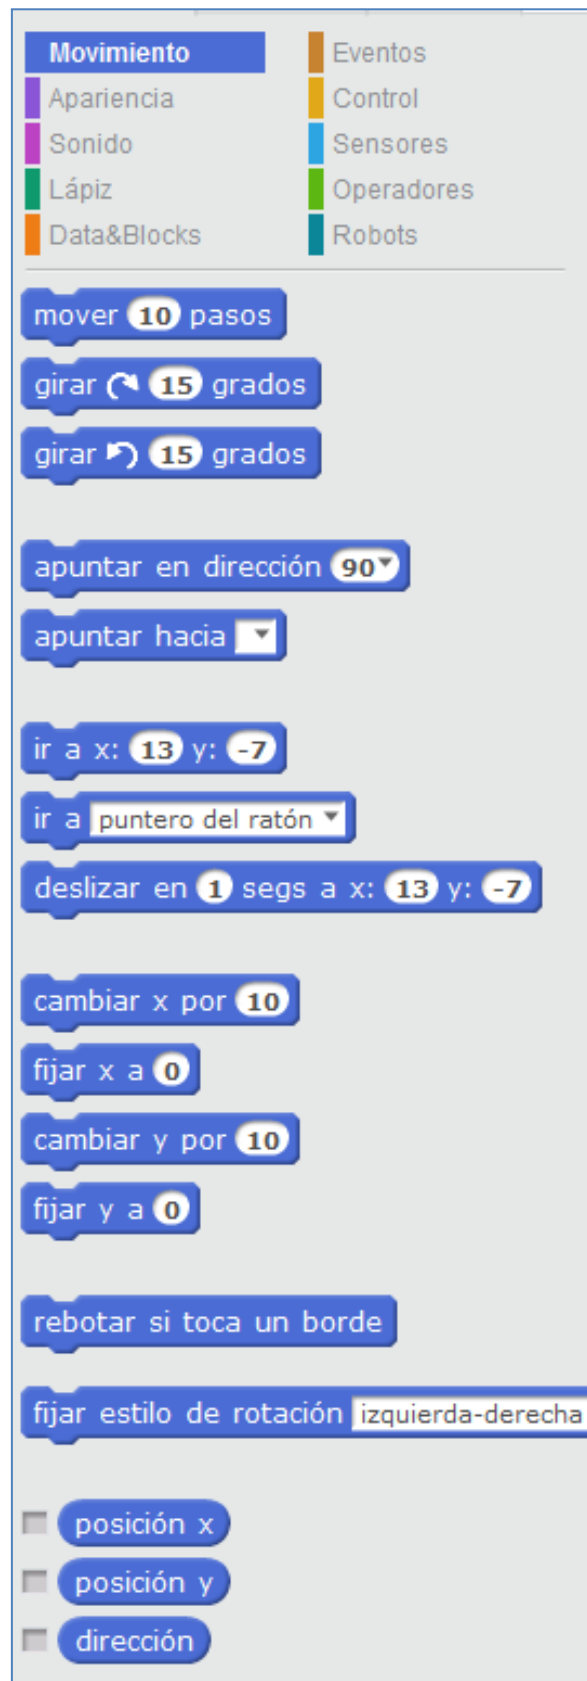 Movimiento
Eventos
Apariencia
Control
Sonido
Sensores
Lápiz
Operadores
Data&Blocks
Robots
mover 10 pasos
girar 15 grados
girar 15 grados
apuntar en dirección 90
apuntar hacia
ir a x: 13 y: -7
ir a puntero del ratón
deslizar en 1 segs a x: 13 y: -7
cambiar x por 10
fijar x a 0
cambiar y por 10
fijar y a 0
rebotar si toca un borde
fijar estilo de rotación izquierda-derecha
posición x
posición y
dirección